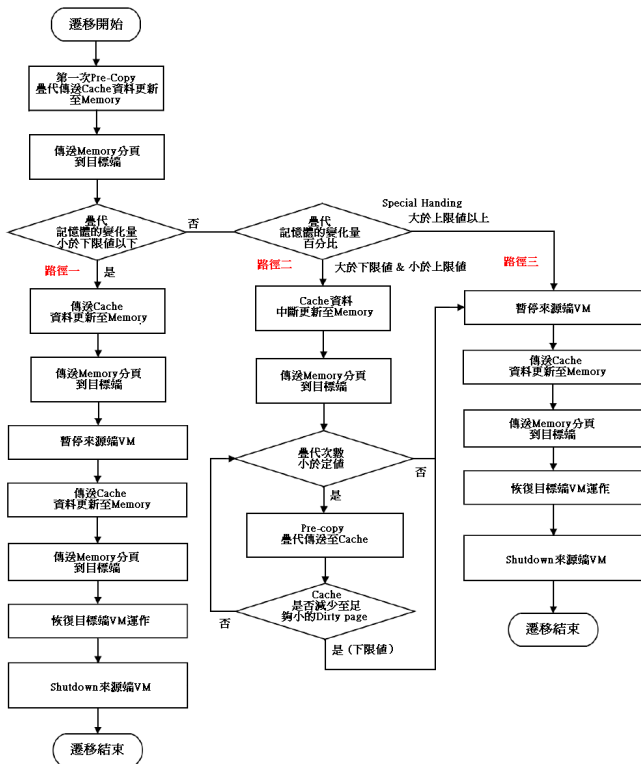 遷移開始
第一次Pre-Copy
疊代傳送Cache資料更新
至Memory
傳送Memory分頁
到目標端
疊代
記憶體的變化量
小於下限值以下
否
疊代
記憶體的變化量
百分比
Special Handing
大於上限值以上
路徑一
是
路徑二
大於下限值 & 小於上限值
路徑三
傳送Cache
資料更新至Memory
傳送Memory分頁
到目標端
暫停來源端VM
傳送Cache
資料更新至Memory
傳送Memory分頁
到目標端
恢復目標端VM運作
Shutdown來源端VM
遷移結束
Cache資料
中斷更新至Memory
傳送Memory分頁
到目標端
疊代次數
小於定值
否
是
Pre-copy
疊代傳送至Cache
Cache
是否減少至足
夠小的Dirty page
否
是 (下限值)
暫停來源端VM
傳送Cache
資料更新至Memory
傳送Memory分頁
到目標端
恢復目標端VM運作
Shutdown來源端VM
遷移結束